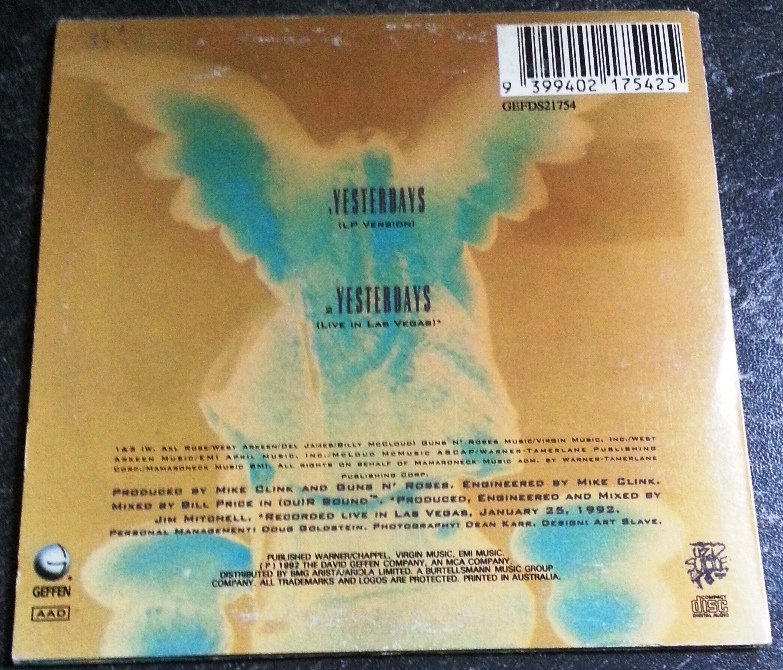 9 399402 175425
GEFDS21754
1. YESTERDAYS
(LP VERSION)
2. YESTERDAYS
(LIVE IN LAS VEGAS)*
1&2 (W. AXL ROSE/WEST ARKEEN/DEL JAMES/BILLY MCCLOUD) GUNS N' ROSES MUSIC/VIRGIN MUSIC, INC./WEST
ARKEEN MUSIC/EMI APRIL MUSIC, INC./MCLOUD MCMUSIC ASCAP/WARNER-TAMERLANE PUBLISHING
CORP./MAMARONECK MUSIC BMI. ALL RIGHTS ON BEHALF OF MAMARONECK MUSIC ADM. BY WARNER-TAMERLANE
PUBLISHING CORP.
PRODUCED BY MIKE CLINK AND GUNS N' ROSES. ENGINEERED BY MIKE CLINK.
MIXED BY BILL PRICE IN (OU)R SOUND™. *PRODUCED, ENGINEERED AND MIXED BY
JIM MITCHELL. *RECORDED LIVE IN LAS VEGAS, JANUARY 25, 1992.
PERSONAL MANAGEMENT: DOUG GOLDSTEIN. PHOTOGRAPHY: DEAN KARR. DESIGN: ART SLAVE.
PUBLISHED WARNER/CHAPPEL, VIRGIN MUSIC, EMI MUSIC.
(P) 1992 THE DAVID GEFFEN COMPANY, AN MCA COMPANY.
DISTRIBUTED BY BMG ARISTA/ARIOLA LIMITED. A BURTELLSMANN MUSIC GROUP
COMPANY. ALL TRADEMARKS AND LOGOS ARE PROTECTED. PRINTED IN AUSTRALIA.
GEFFEN
AAD
UZI
SUICIDE
COMPACT
disc
DIGITAL AUDIO